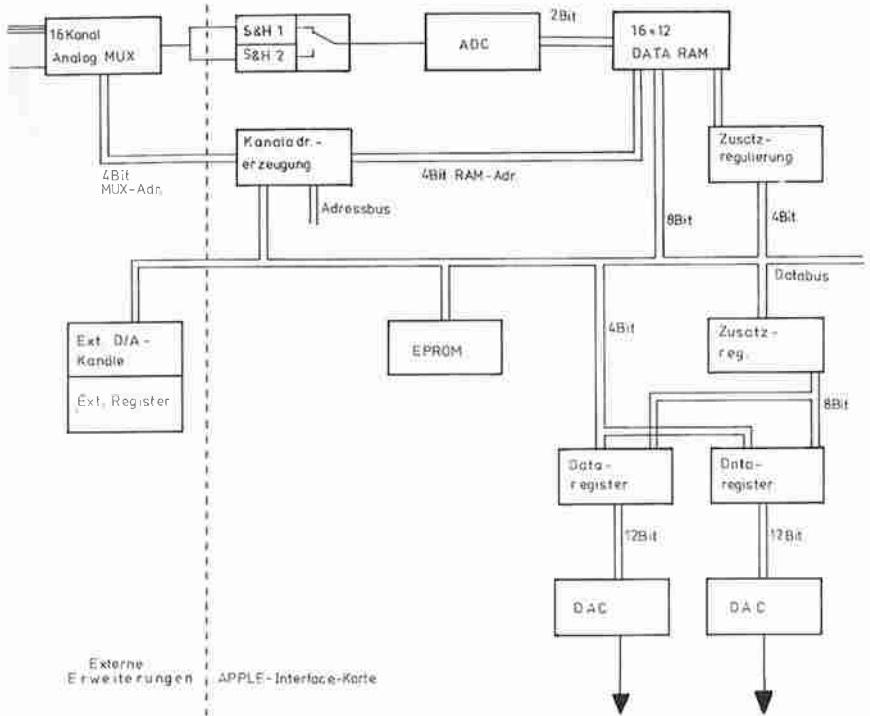 16Kanal
Analog MUX
S&H 1
S&H 2
ADC
2Bit
16×12
DATA RAM
Kanaladr.-
erzeugung
4Bit
MUX-Adr.
4Bit RAM-Adr.
Adressbus
8Bit
Zusatz-
regulierung
4Bit
Databus
Ext. D/A-
Kanäle
Ext. Register
EPROM
4Bit
Zusatz-
reg.
8Bit
Data-
register
Data-
register
12Bit
12Bit
DAC
DAC
Externe
Erweiterungen
APPLE-Interface-Karte